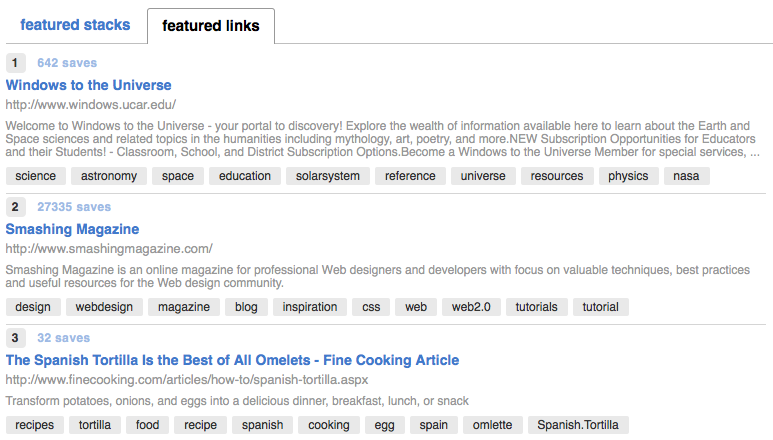 featured stacks featured links
1 642 saves
Windows to the Universe
http://www.windows.ucar.edu/
Welcome to Windows to the Universe - your portal to discovery! Explore the wealth of information available here to learn about the Earth and
Space sciences and related topics in the humanities including mythology, art, poetry, and more.NEW Subscription Opportunities for Educators
and their Students! - Classroom, School, and District Subscription Options.Become a Windows to the Universe Member for special services, ...
science astronomy space education solarsystem reference universe resources physics nasa
2 27335 saves
Smashing Magazine
http://www.smashingmagazine.com/
Smashing Magazine is an online magazine for professional Web designers and developers with focus on valuable techniques, best practices
and useful resources for the Web design community.
design webdesign magazine blog inspiration css web web2.0 tutorials tutorial
3 32 saves
The Spanish Tortilla Is the Best of All Omelets - Fine Cooking Article
http://www.finecooking.com/articles/how-to/spanish-tortilla.aspx
Transform potatoes, onions, and eggs into a delicious dinner, breakfast, lunch, or snack
recipes tortilla food recipe spanish cooking egg spain omlette Spanish.Tortilla